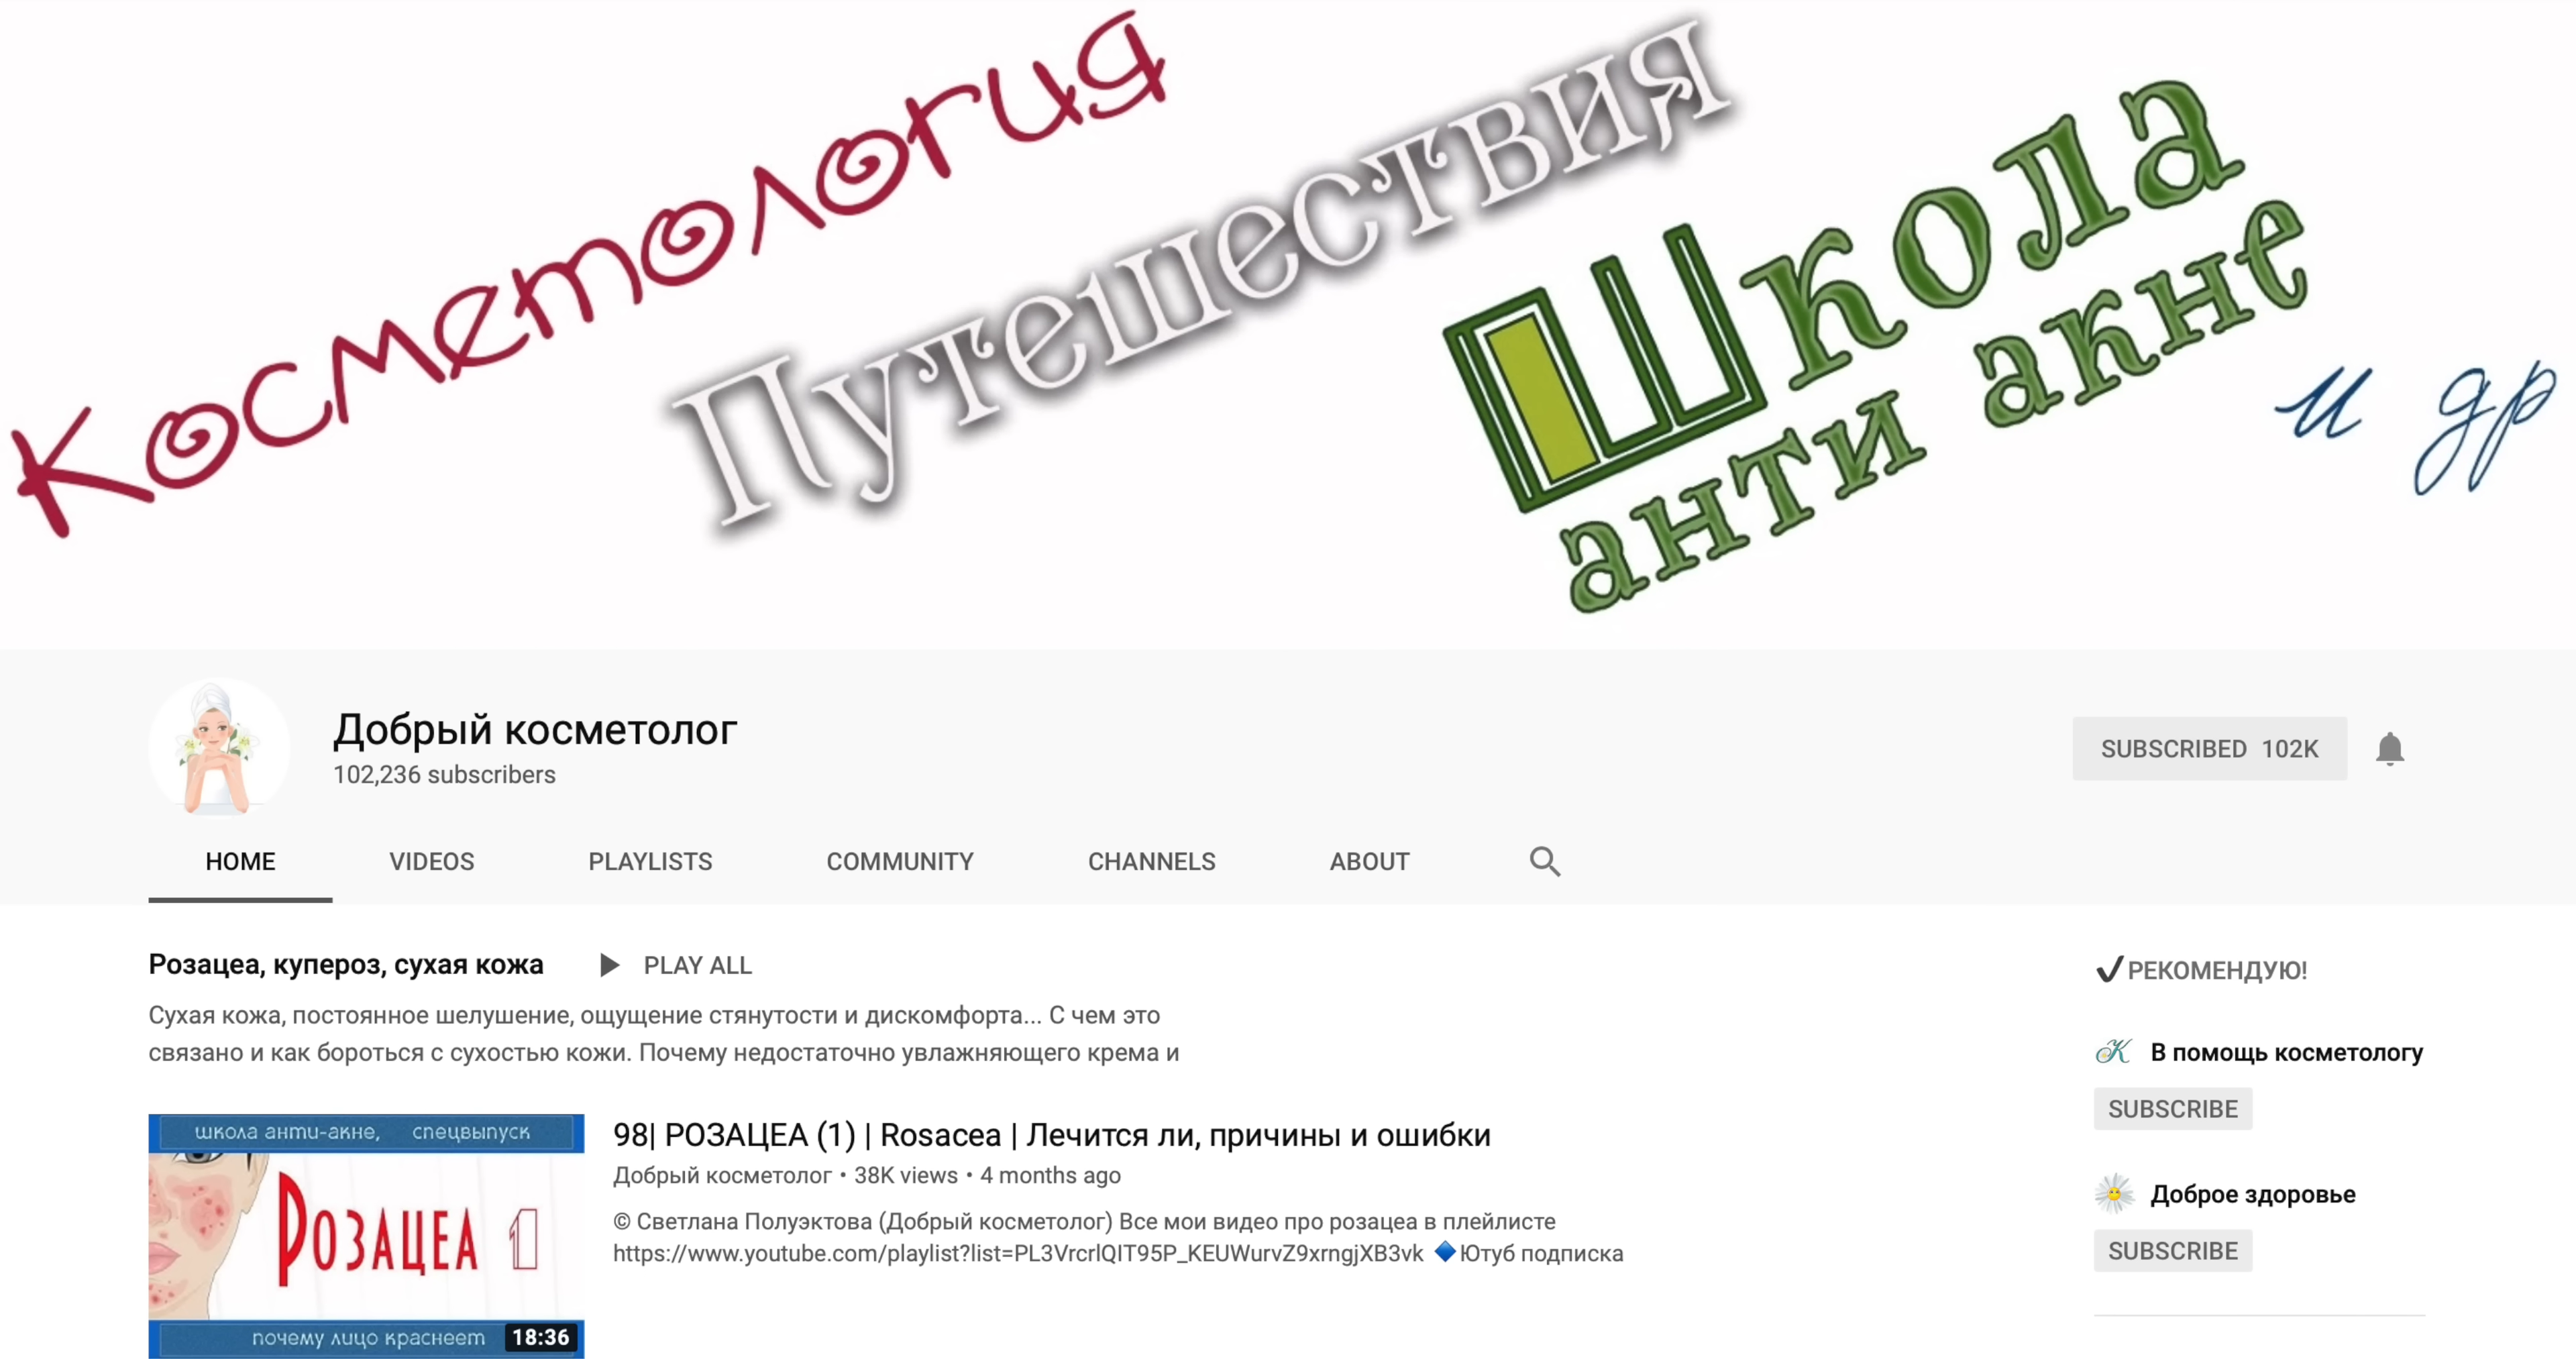 Косметология
Путешествия
Школа
анти акне
и др
Добрый косметолог
102,236 subscribers
SUBSCRIBED 102K
HOME VIDEOS PLAYLISTS COMMUNITY CHANNELS ABOUT
Розацеа, купероз, сухая кожа PLAY ALL
Сухая кожа, постоянное шелушение, ощущение стянутости и дискомфорта... С чем это
связано и как бороться с сухостью кожи. Почему недостаточно увлажняющего крема и
школа анти-акне, спецвыпуск
РОЗАЦЕА 1
почему лицо краснеет 18:36
98| РОЗАЦЕА (1) | Rosacea | Лечится ли, причины и ошибки
Добрый косметолог • 38K views • 4 months ago
© Светлана Полуэктова (Добрый косметолог) Все мои видео про розацеа в плейлисте
https://www.youtube.com/playlist?list=PL3VrcrlQIT95P_KEUWurvZ9xrngjXB3vk 🔷Ютуб подписка
✔РЕКОМЕНДУЮ!
В помощь косметологу
SUBSCRIBE
Доброе здоровье
SUBSCRIBE